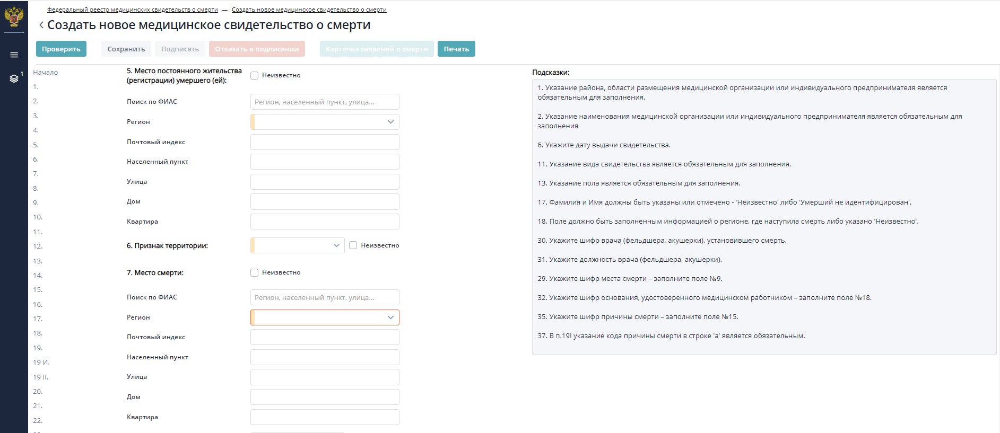 Федеральный реестр медицинских свидетельств о смерти — Создать новое медицинское свидетельство о смерти
Создать новое медицинское свидетельство о смерти
Проверить Сохранить Подписать Отказать в подписании Карточка сведений о смерти Печать
1
Начало
1.
2.
3.
4.
5.
6.
7.
8.
9.
10.
11.
12.
13.
14.
15.
16.
17.
18.
19.
19 И.
19 II.
20.
21.
22.
5. Место постоянного жительства
(регистрации) умершего (ей):
Неизвестно
Поиск по ФИАС
Регион, населенный пункт, улица...
Регион
Почтовый индекс
Населенный пункт
Улица
Дом
Квартира
6. Признак территории:
Неизвестно
7. Место смерти:
Неизвестно
Поиск по ФИАС
Регион, населенный пункт, улица...
Регион
Почтовый индекс
Населенный пункт
Улица
Дом
Квартира
Подсказки:
1. Указание района, области размещения медицинской организации или индивидуального предпринимателя является
обязательным для заполнения.
2. Указание наименования медицинской организации или индивидуального предпринимателя является обязательным для
заполнения
6. Укажите дату выдачи свидетельства.
11. Указание вида свидетельства является обязательным для заполнения.
13. Указание пола является обязательным для заполнения.
17. Фамилия и Имя должны быть указаны или отмечено - 'Неизвестно' либо 'Умерший не идентифицирован'.
18. Поле должно быть заполненным информацией о регионе, где наступила смерть либо указано 'Неизвестно'.
30. Укажите шифр врача (фельдшера, акушерки), установившего смерть.
31. Укажите должность врача (фельдшера, акушерки).
29. Укажите шифр места смерти – заполните поле №9.
32. Укажите шифр основания, удостоверенного медицинском работником – заполните поле №18.
35. Укажите шифр причины смерти – заполните поле №15.
37. В п.19I указание кода причины смерти в строке 'а' является обязательным.